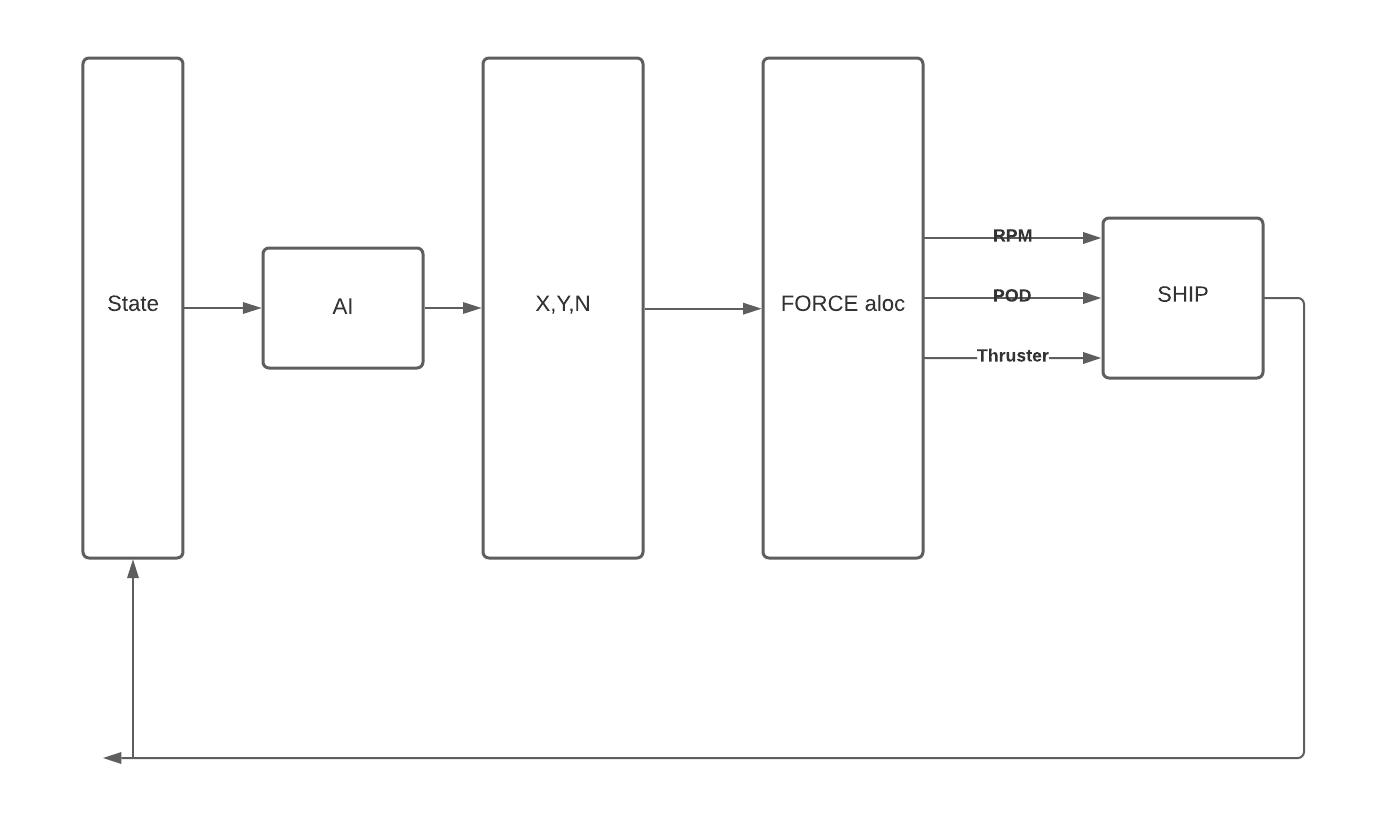 State
AI
X,Y,N
FORCE aloc
RPM
POD
Thruster
SHIP